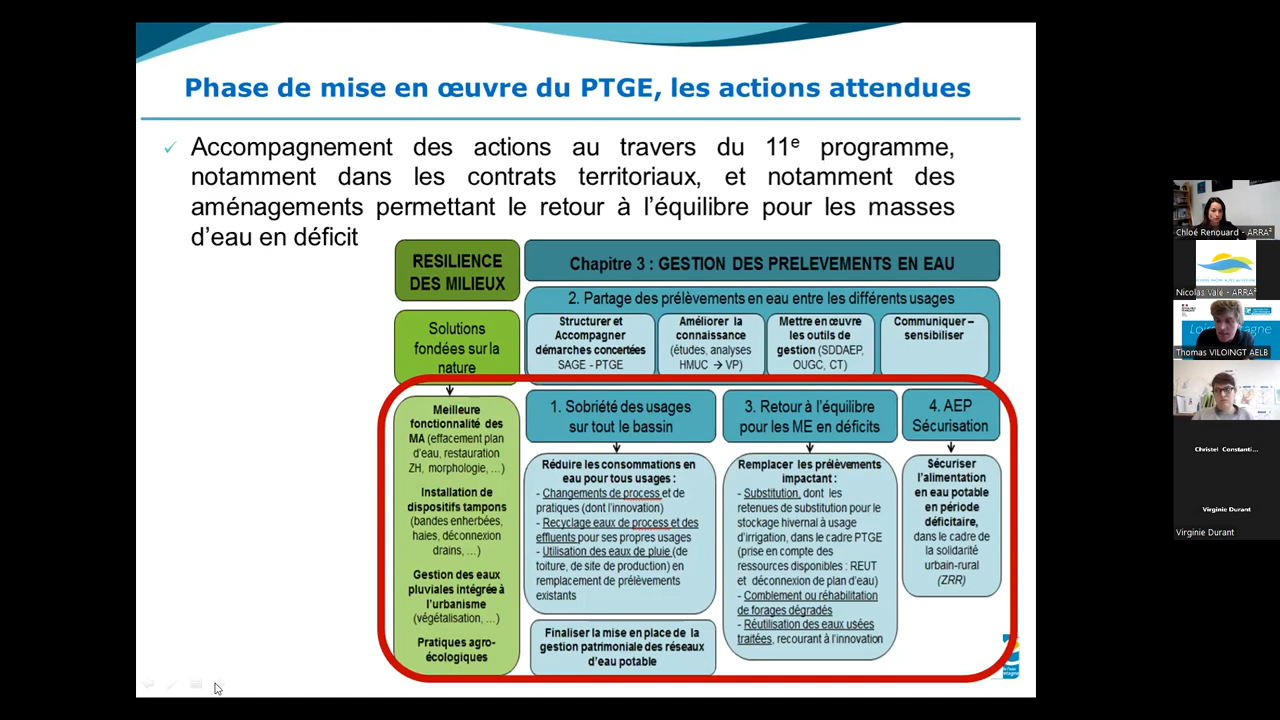 Phase de mise en œuvre du PTGE, les actions attendues
✓ Accompagnement des actions au travers du 11e programme,
notamment dans les contrats territoriaux, et notamment des
aménagements permettant le retour à l'équilibre pour les masses
d'eau en déficit
RESILIENCE
DES MILIEUX
Chapitre 3 : GESTION DES PRELEVEMENTS EN EAU
2. Partage des prélèvements en eau entre les différents usages
Solutions
fondées sur la
nature
Structurer et
Accompagner
démarches concertées
SAGE - PTGE
Améliorer la
connaissance
(études, analyses
HMUC → VP)
Mettre en œuvre
les outils de
gestion (SDDAEP,
OUGC, CT)
Communiquer –
sensibiliser
Meilleure
fonctionnalité des
MA (effacement plan
d'eau, restauration
ZH, morphologie, …)
Installation de
dispositifs tampons
(bandes enherbées,
haies, déconnexion
drains, …)
Gestion des eaux
pluviales intégrée à
l'urbanisme
(végétalisation, …)
Pratiques agro-
écologiques
1. Sobriété des usages
sur tout le bassin
Réduire les consommations en
eau pour tous usages :
- Changements de process et de
pratiques (dont l'innovation)
- Recyclage eaux de process et des
effluents pour ses propres usages
- Utilisation des eaux de pluie (de
toiture, de site de production) en
remplacement de prélèvements
existants
Finaliser la mise en place de la
gestion patrimoniale des réseaux
d'eau potable
3. Retour à l'équilibre
pour les ME en déficits
Remplacer les prélèvements
impactant :
- Substitution, dont les
retenues de substitution pour le
stockage hivernal à usage
d'irrigation, dans le cadre PTGE
(prise en compte des
ressources disponibles : REUT
et déconnexion de plan d'eau)
- Comblement ou réhabilitation
de forages dégradés
- Réutilisation des eaux usées
traitées, recourant à l'innovation
4. AEP
Sécurisation
Sécuriser
l'alimentation
en eau potable
en période
déficitaire,
dans le cadre de
la solidarité
urbain-rural
(ZRR)
Chloé Renouard - ARRA²
Nicolas Valé - ARRA²
Thomas VILOINGT AELB
Christel Constanti...
Virginie Durant
Virginie Durant